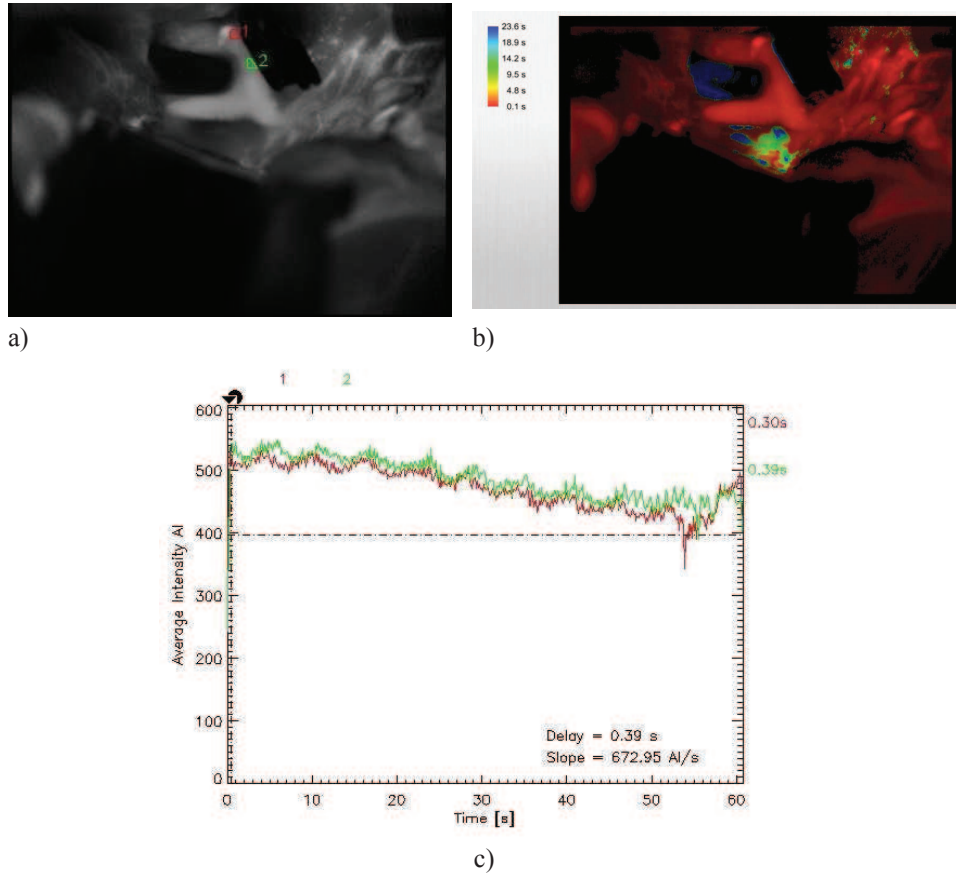 1
2
23.6 s
18.9 s
14.2 s
9.5 s
4.8 s
0.1 s
a)
b)
1 2
600
500
400
300
200
100
0
Average Intensity AI
0.30s
0.39s
Delay = 0.39 s
Slope = 672.95 AI/s
0 10 20 30 40 50 60
Time [s]
c)